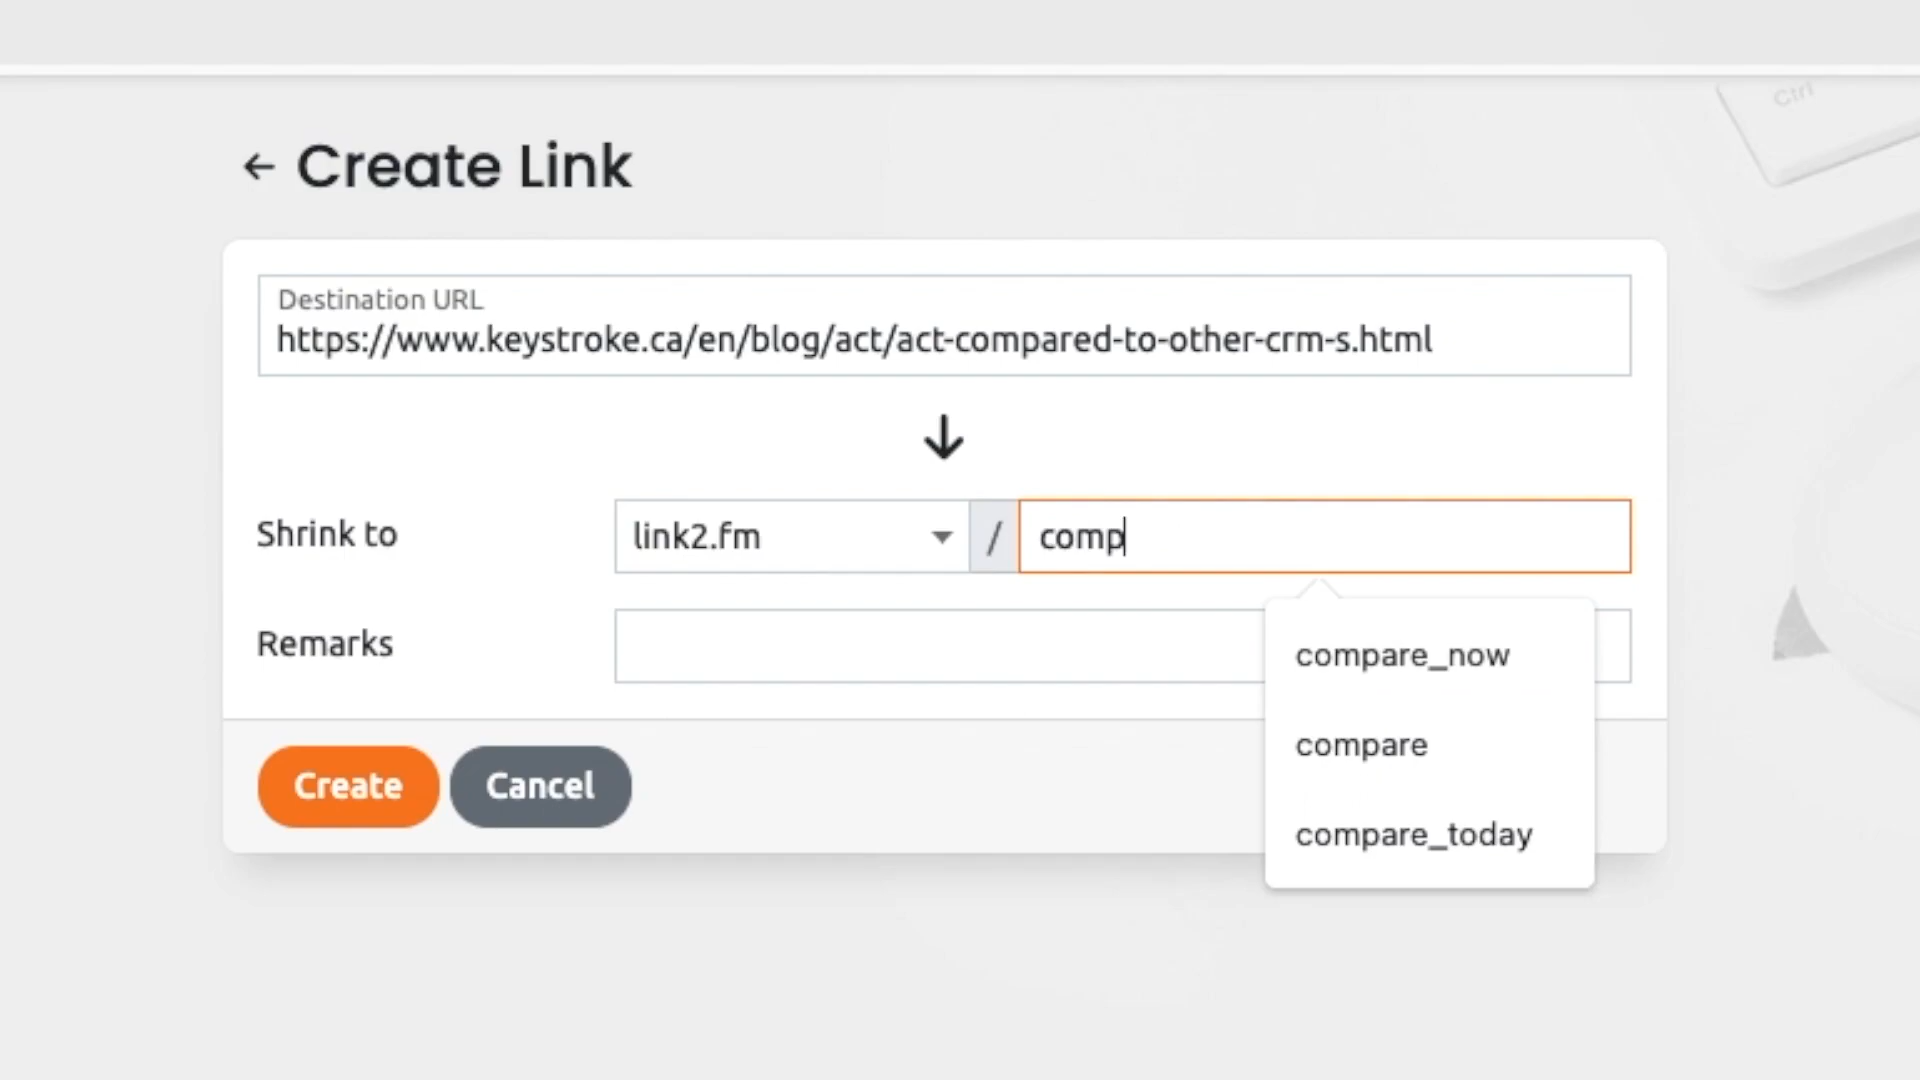 Ctrl
← Create Link
Destination URL
https://www.keystroke.ca/en/blog/act/act-compared-to-other-crm-s.html
Shrink to
link2.fm
/
comp
Remarks
compare_now
compare
compare_today
Create
Cancel